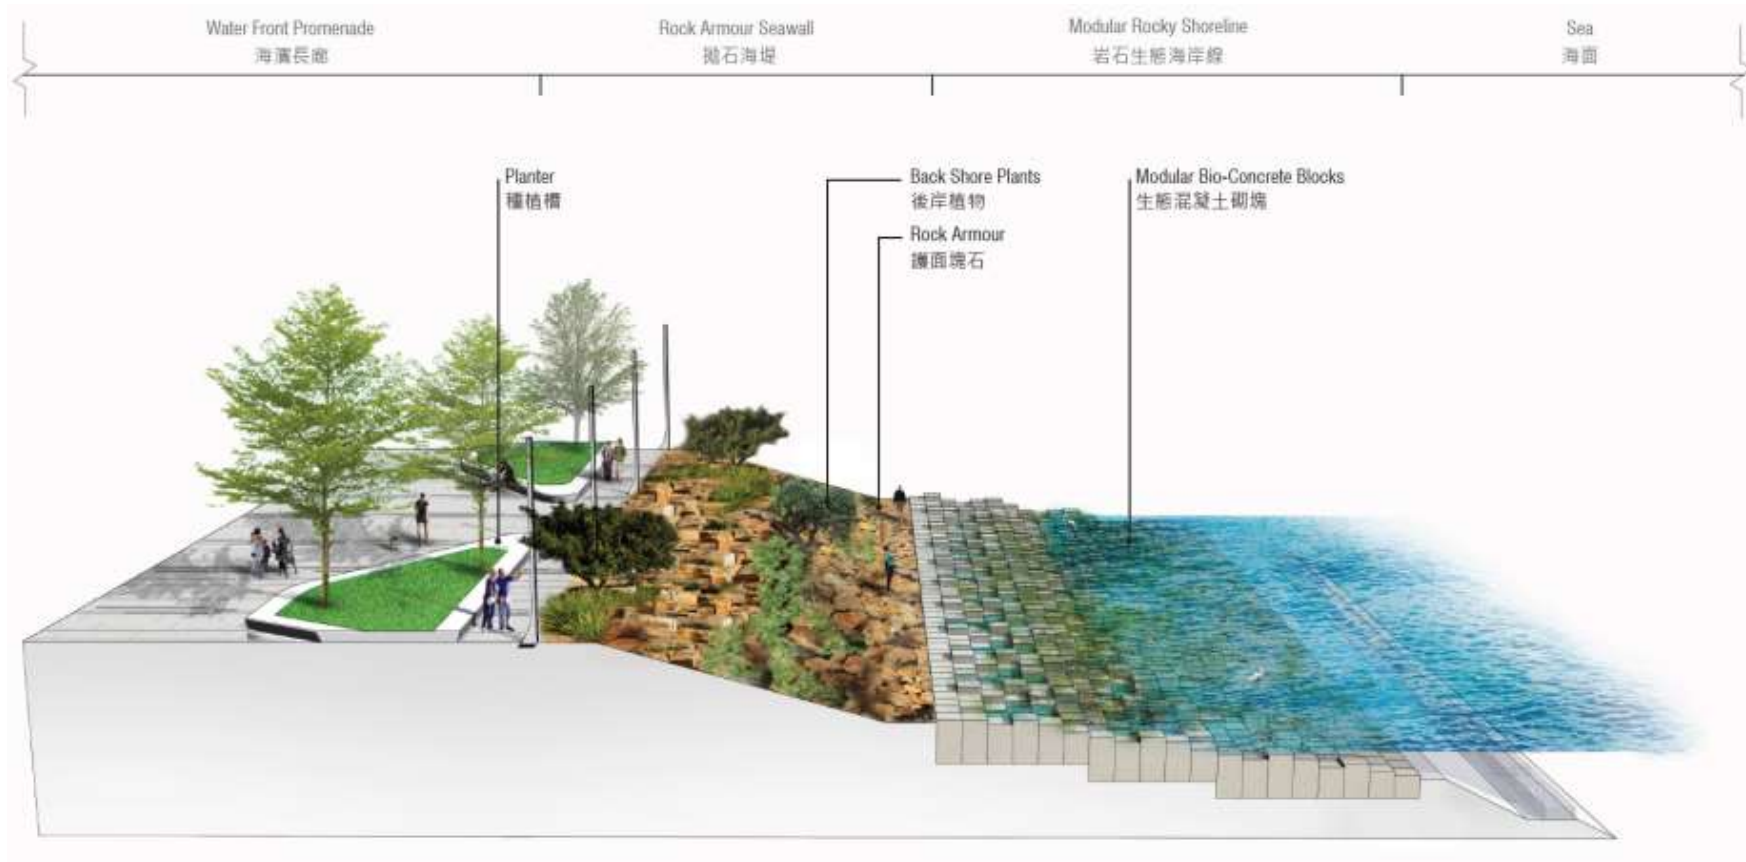 Water Front Promenade
海濱長廊
Rock Armour Seawall
拋石海堤
Modular Rocky Shoreline
岩石生態海岸線
Sea
海面
Planter
種植槽
Back Shore Plants
後岸植物
Rock Armour
護面塊石
Modular Bio-Concrete Blocks
生態混凝土砌塊